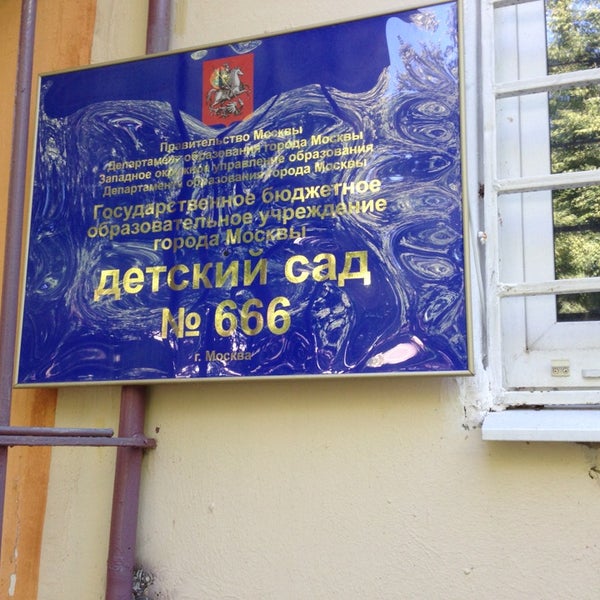 Правительство Москвы
Департамент образования города Москвы
Западное окружное управление образования
Департамента образования города Москвы
Государственное бюджетное
образовательное учреждение
города Москвы
детский сад
№ 666
г. Москва